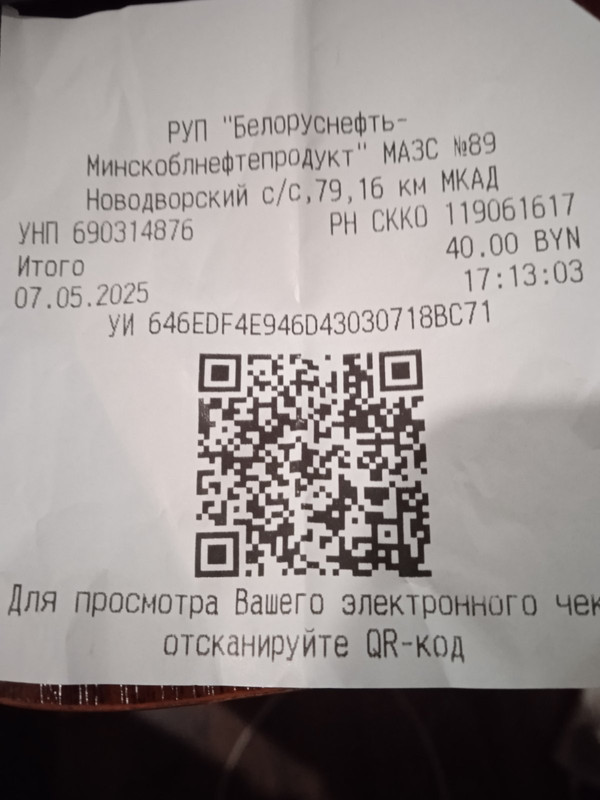 РУП "Белоруснефть-
Минскоблнефтепродукт" МАЗС №89
Новодворский с/с,79,16 км МКАД
УНП 690314876 РН СККО 119061617
Итого 40.00 BYN
07.05.2025 17:13:03
УИ 646EDF4E946D43030718BC71
Для просмотра Вашего электронного чек
отсканируйте QR-код